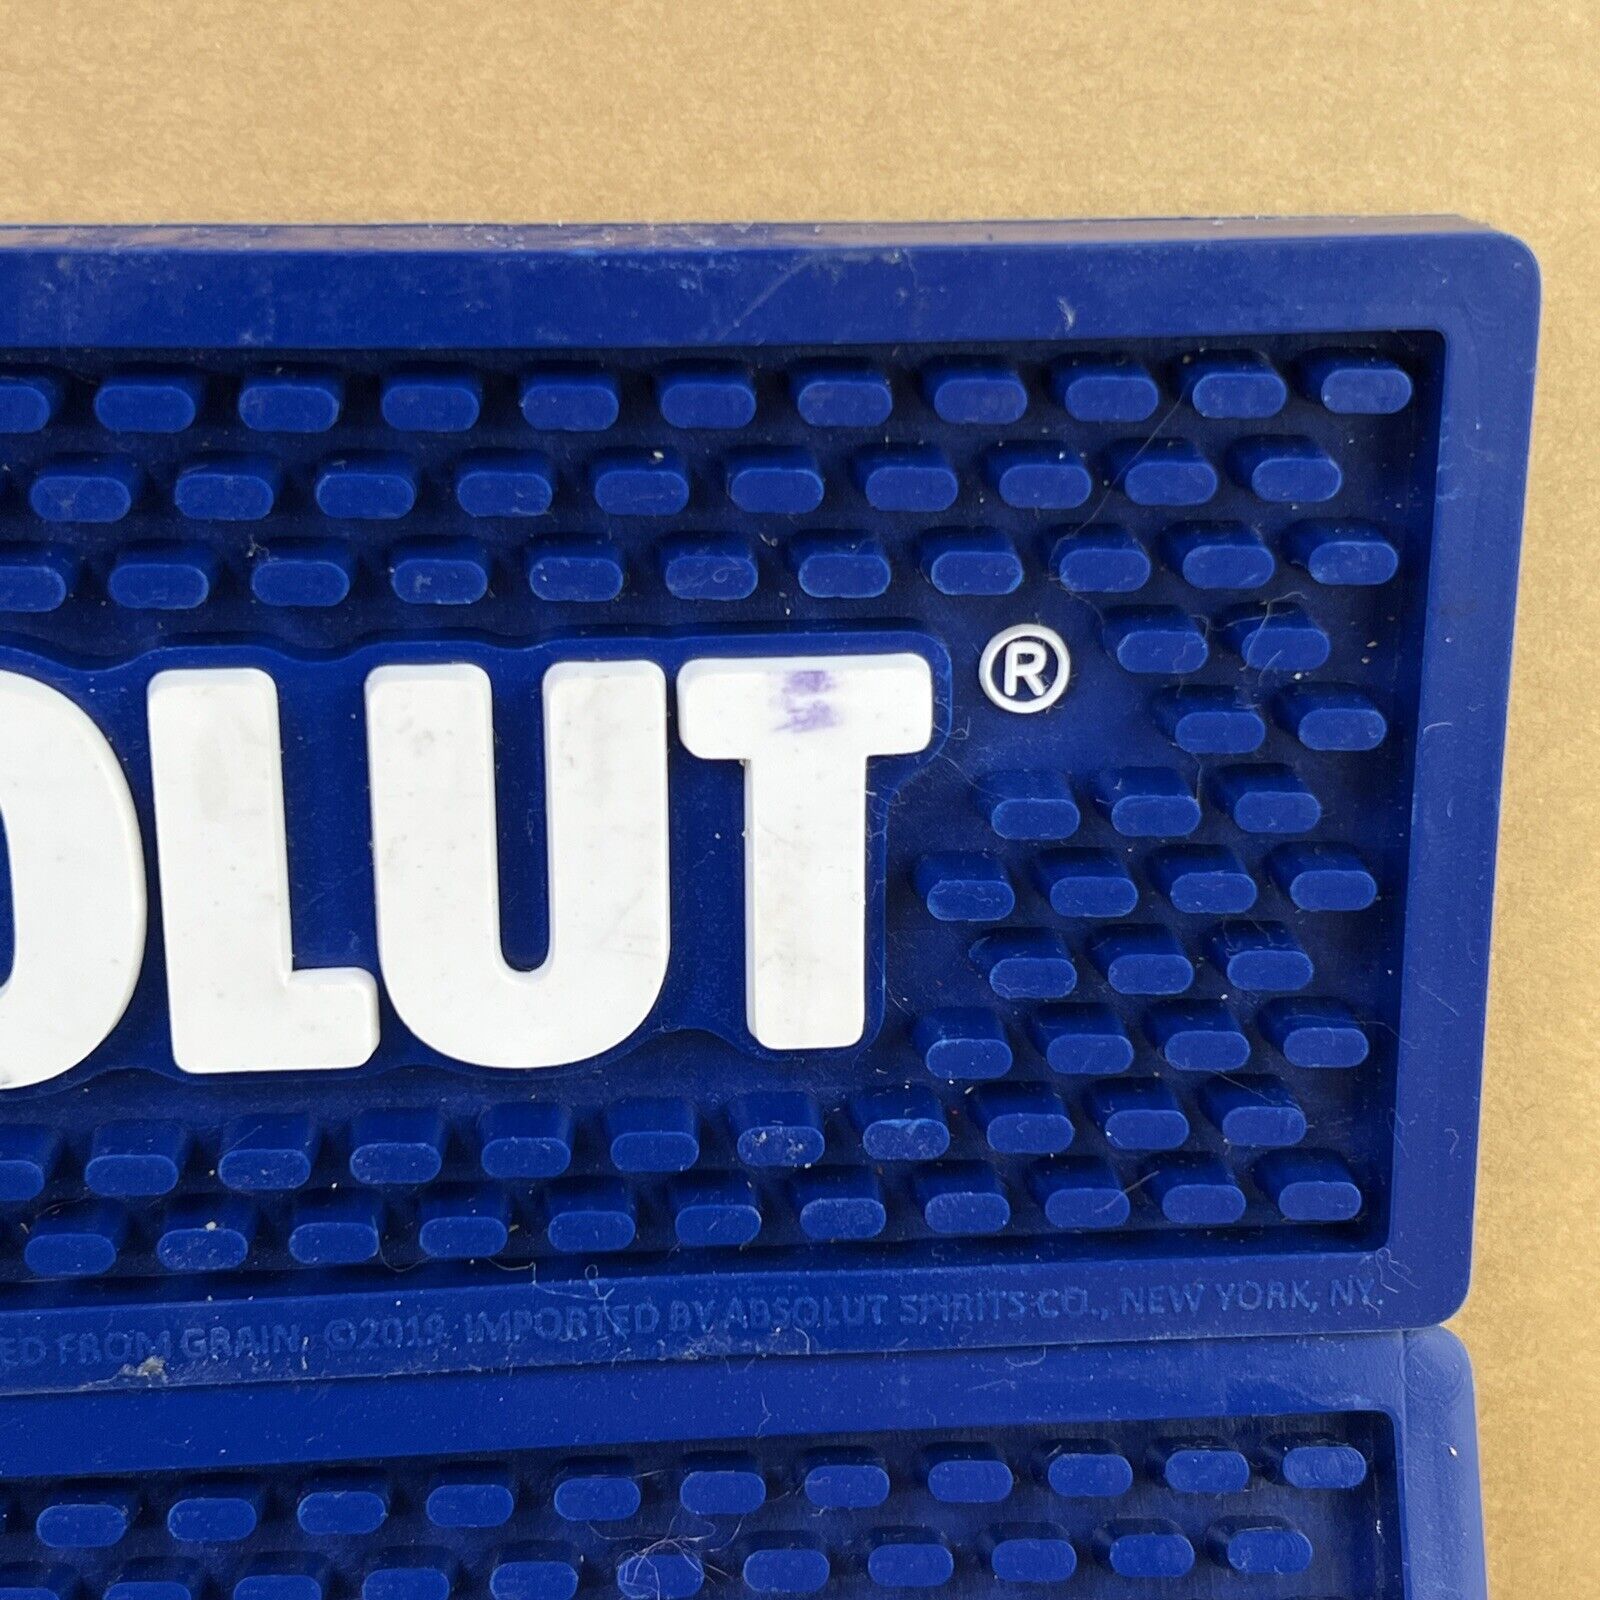 OLUT®
ED FROM GRAIN. ©2019 IMPORTED BY ABSOLUT SPIRITS CO., NEW YORK, NY.